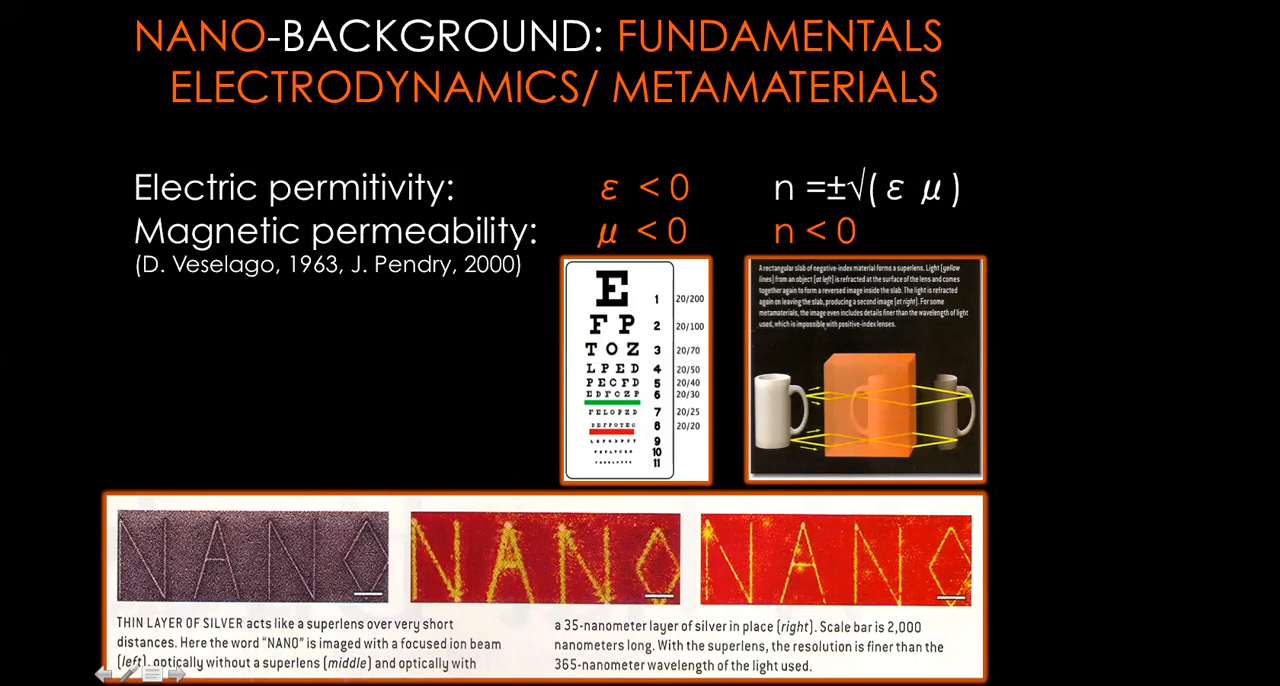 NANO-BACKGROUND: FUNDAMENTALS
ELECTRODYNAMICS/ METAMATERIALS
Electric permitivity: ε < 0 n =±√( ε μ )
Magnetic permeability: μ < 0 n < 0
(D. Veselago, 1963, J. Pendry, 2000)
E 1 20/200
F P 2 20/100
T O Z 3 20/70
L P E D 4 20/50
P E C F D 5 20/40
E D F C Z P 6 20/30
F E L O P Z D 7 20/25
D E F P O T E C 8 20/20
9
10
11
A rectangular slab of negative-index material forms a superlens. Light (yellow
lines) from an object (at left) is refracted at the surface of the lens and comes
together again to form a reversed image inside the slab. The light is refracted
again on leaving the slab, producing a second image (at right). For some
metamaterials, the image even includes details finer than the wavelength of light
used, which is impossible with positive-index lenses.
NANO NANO NANO
THIN LAYER OF SILVER acts like a superlens over very short
distances. Here the word “NANO” is imaged with a focused ion beam
(left), optically without a superlens (middle) and optically with
a 35-nanometer layer of silver in place (right). Scale bar is 2,000
nanometers long. With the superlens, the resolution is finer than the
365-nanometer wavelength of the light used.